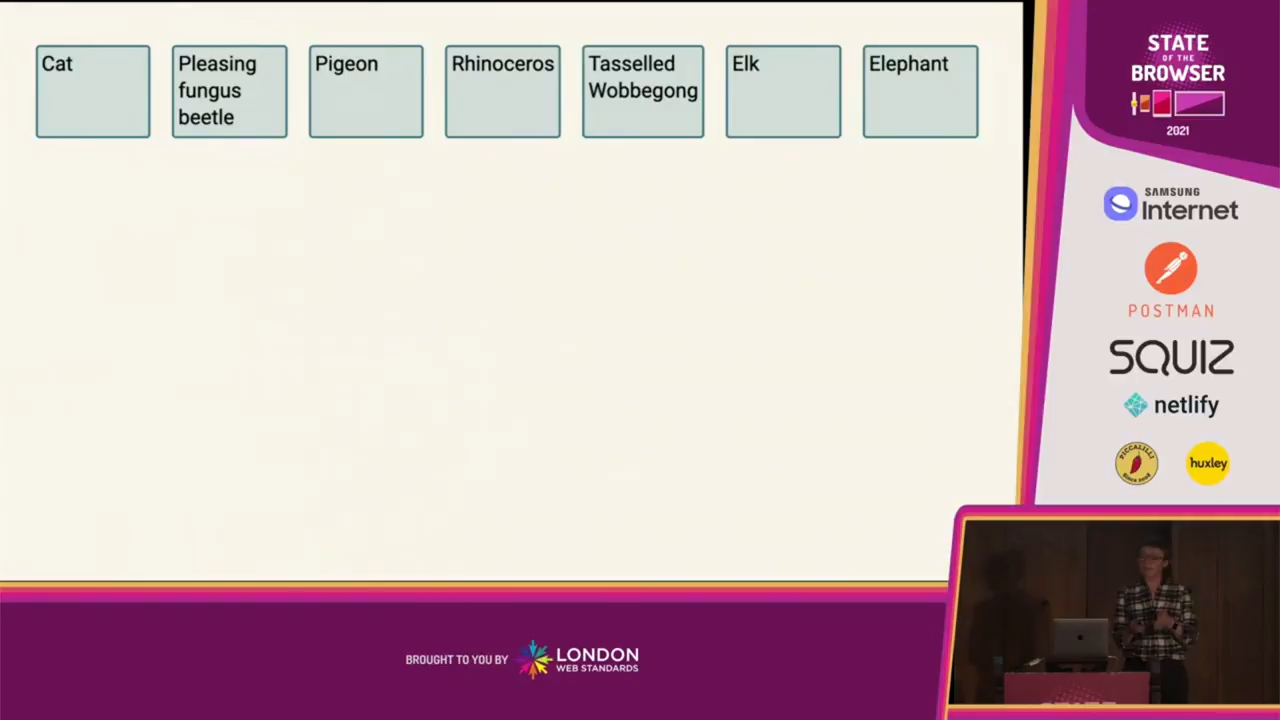 Cat
Pleasing
fungus
beetle
Pigeon
Rhinoceros
Tasselled
Wobbegong
Elk
Elephant
STATE
OF THE
BROWSER
2021
SAMSUNG
Internet
POSTMAN
SQUIZ
netlify
PICCALILLI
huxley
BROUGHT TO YOU BY
LONDON
WEB STANDARDS